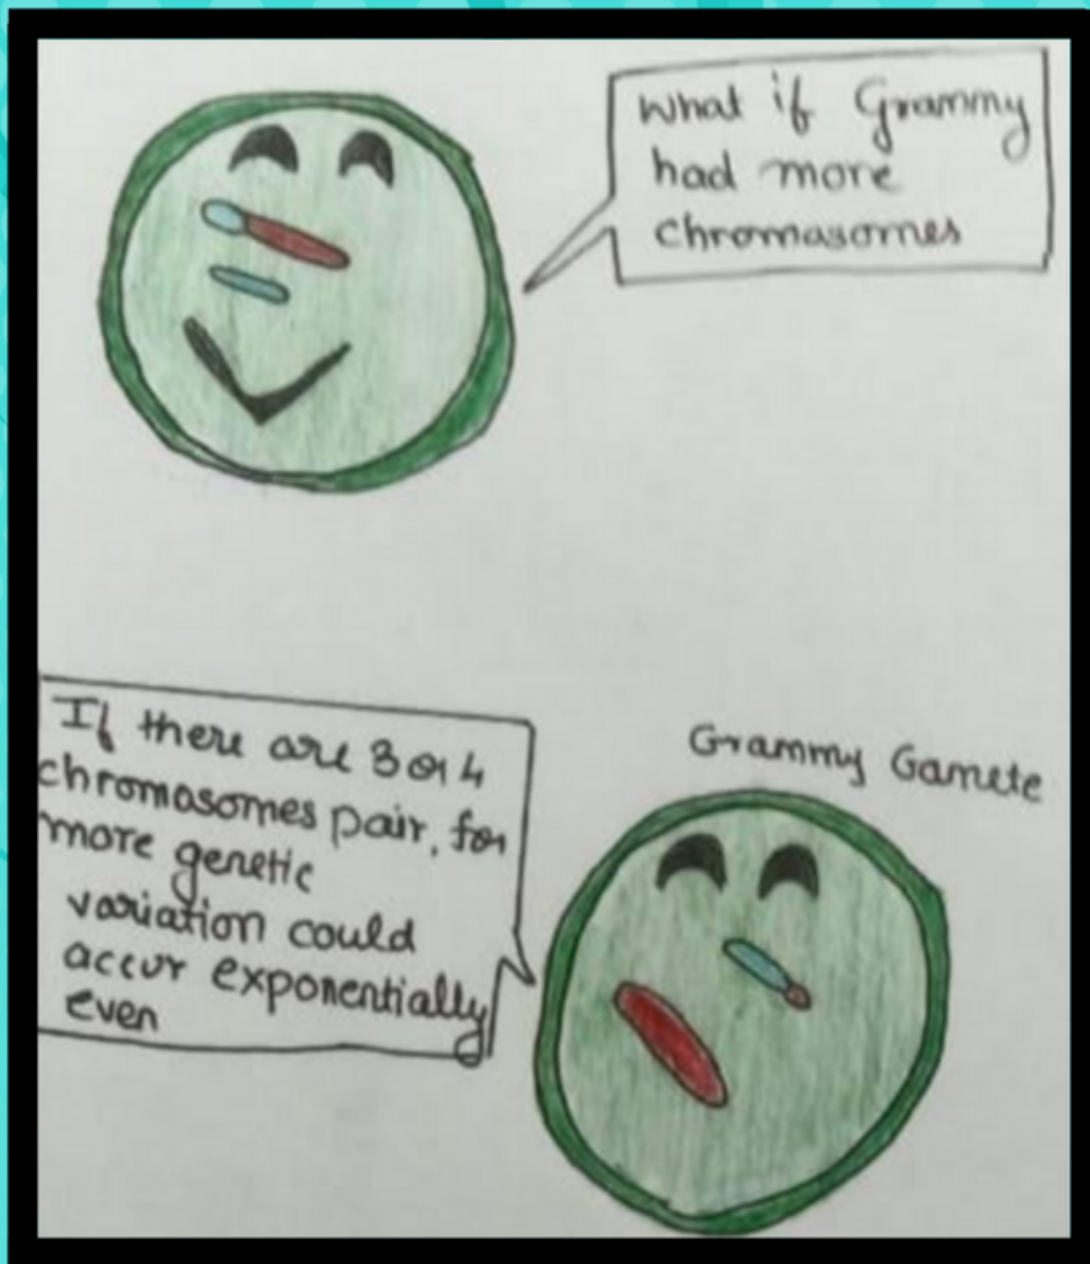 What if Grammy
had more
chromasomes
If there are 3 or 4
chromosomes pair, for
more genetic
variation could
accur exponentially
even
Grammy Gamete